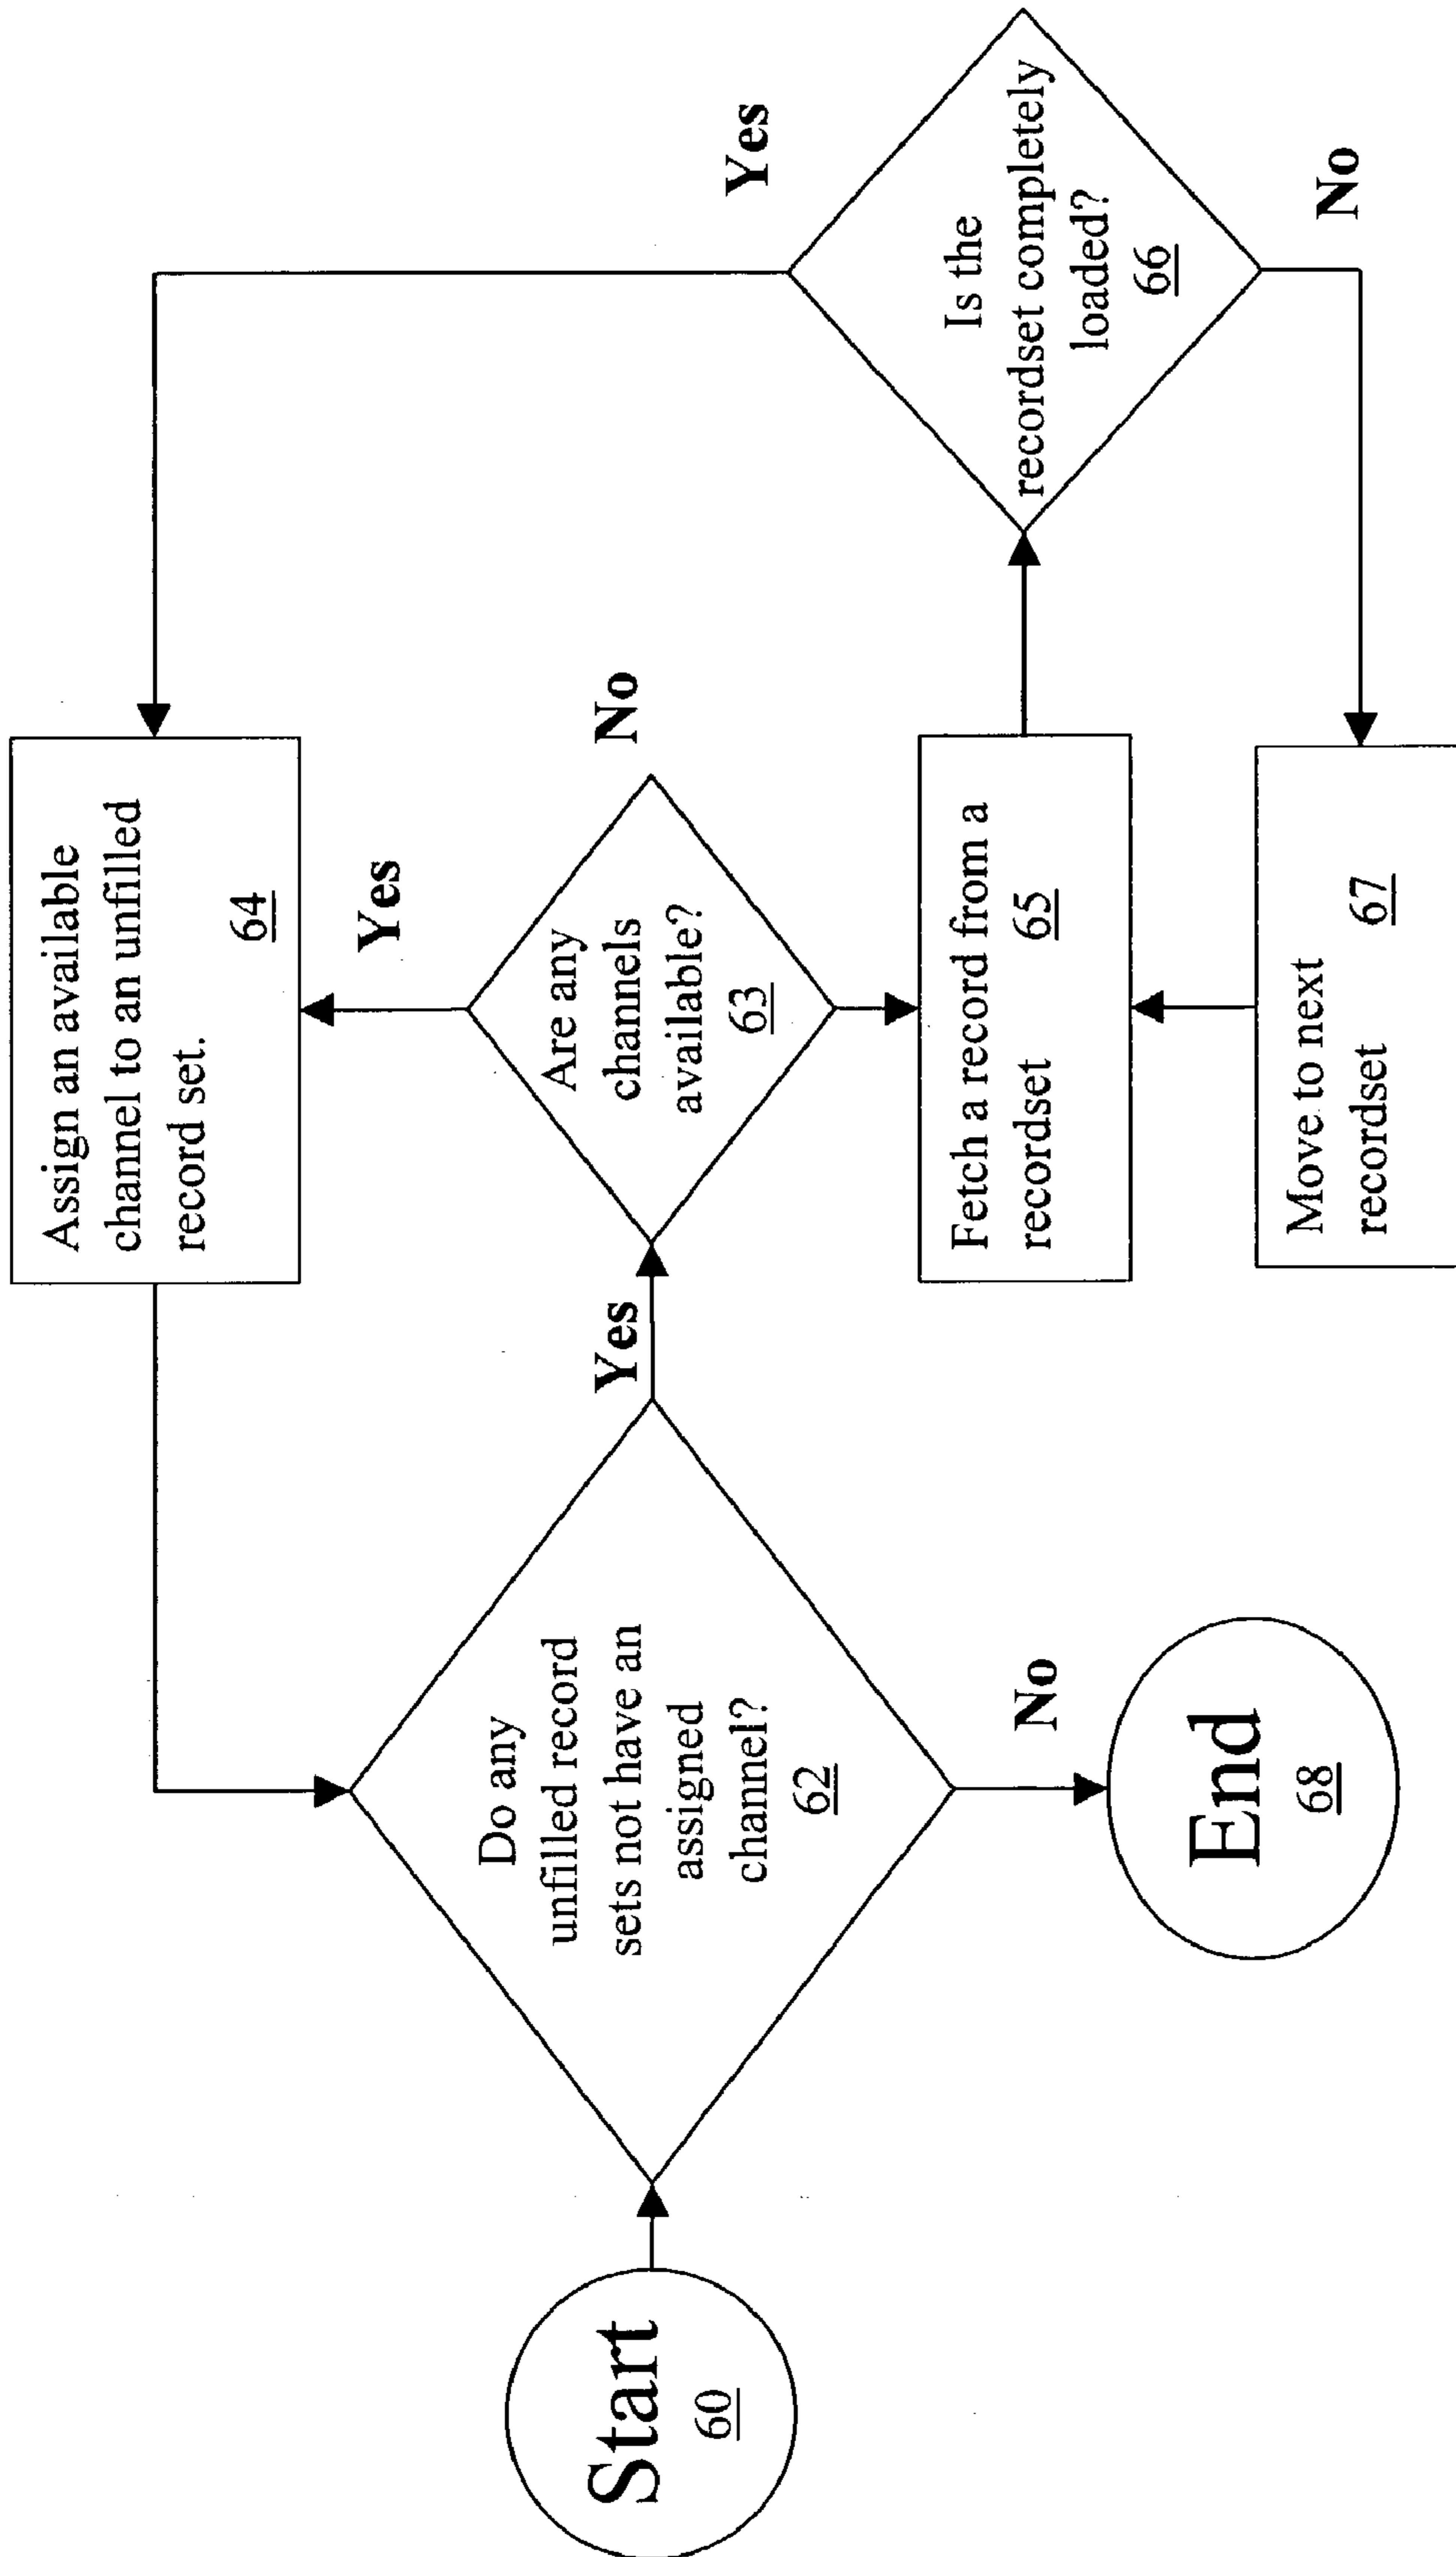 Start
60
Do any
unfilled record
sets not have an
assigned
channel?
62
Yes
No
End
68
Are any
channels
available?
63
Yes
No
Assign an available
channel to an unfilled
record set.
64
Fetch a record from a
recordset 65
Is the
recordset completely
loaded?
66
Yes
No
Move to next
recordset 67